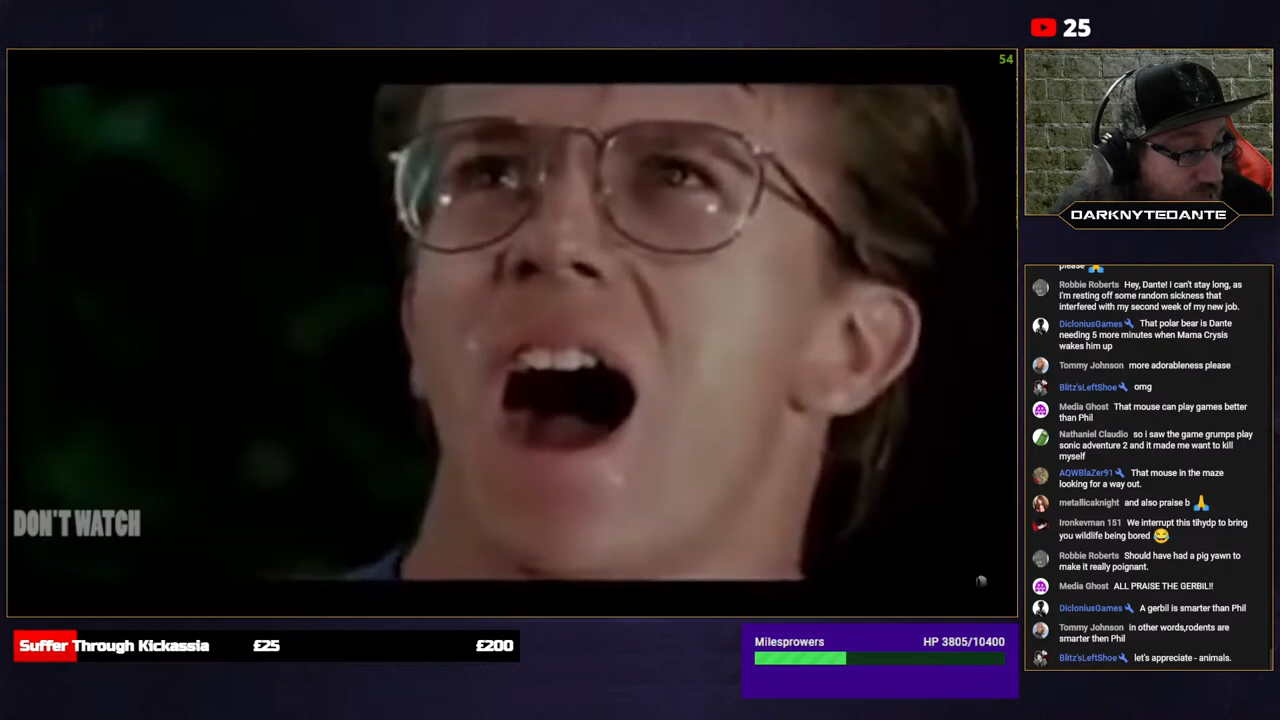 25
54
DARKNYTEDANTE
please 🙏
Robbie Roberts Hey, Dante! I can't stay long, as
I'm resting off some random sickness that
interfered with my second week of my new job.
DicloniusGames That polar bear is Dante
needing 5 more minutes when Mama Crysis
wakes him up
Tommy Johnson more adorableness please
Blitz'sLeftShoe omg
Media Ghost That mouse can play games better
than Phil
Nathaniel Claudio so i saw the game grumps play
sonic adventure 2 and it made me want to kill
myself
AQWBlaZer91 That mouse in the maze
looking for a way out.
metallicaknight and also praise b 🙏
Ironkevman 151 We interrupt this tihydp to bring
you wildlife being bored 😂
Robbie Roberts Should have had a pig yawn to
make it really poignant.
Media Ghost ALL PRAISE THE GERBIL!!
DicloniusGames A gerbil is smarter than Phil
Tommy Johnson in other words,rodents are
smarter then Phil
Blitz'sLeftShoe let's appreciate - animals.
DON'T WATCH
Suffer Through Kickassia £25 £200
Milesprowers HP 3805/10400